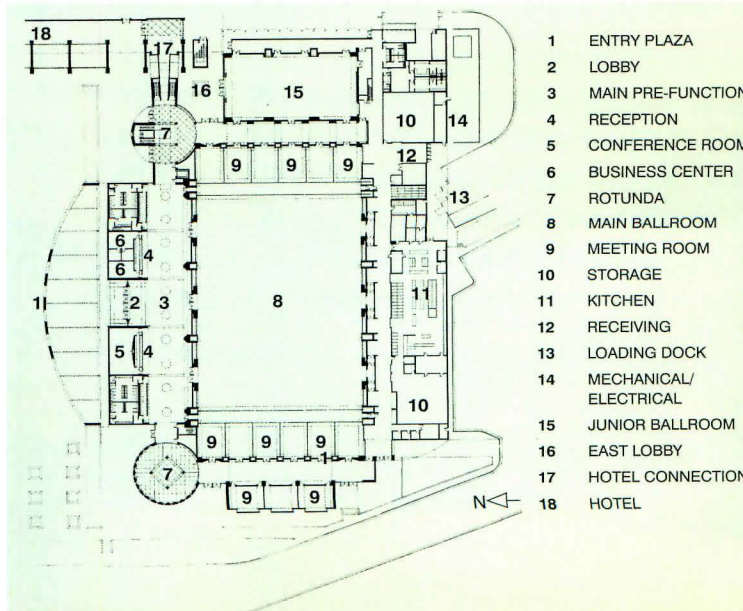 18
17
16
15
10
14
7
9
9
9
12
13
6
4
6
1
2
3
8
11
5
4
10
9
9
9
7
9
9
N
1 ENTRY PLAZA
2 LOBBY
3 MAIN PRE-FUNCTION
4 RECEPTION
5 CONFERENCE ROOM
6 BUSINESS CENTER
7 ROTUNDA
8 MAIN BALLROOM
9 MEETING ROOM
10 STORAGE
11 KITCHEN
12 RECEIVING
13 LOADING DOCK
14 MECHANICAL/
ELECTRICAL
15 JUNIOR BALLROOM
16 EAST LOBBY
17 HOTEL CONNECTION
18 HOTEL